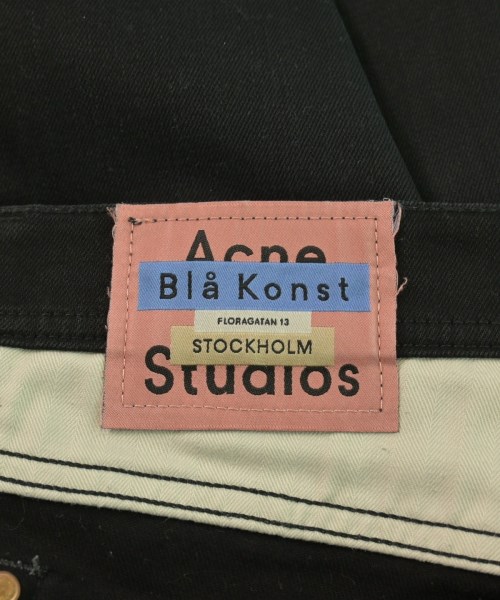 Acne
Blå Konst
FLORAGATAN 13
STOCKHOLM
Studios